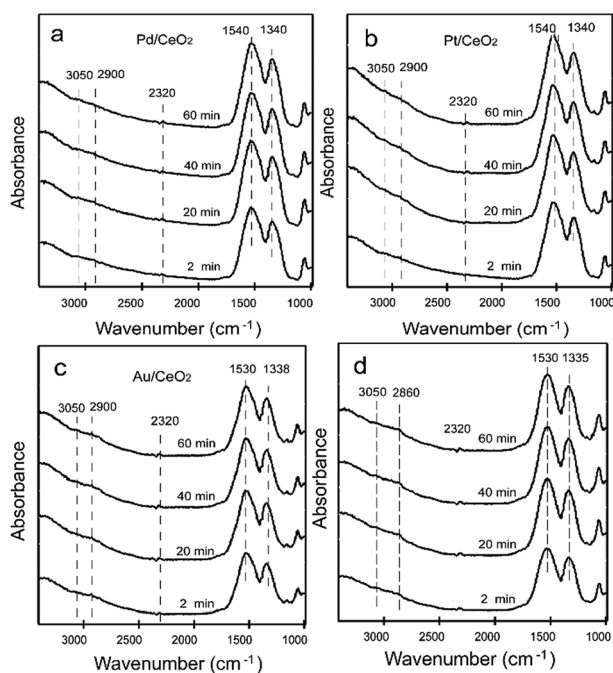 a Pd/CeO2
1540 1340
3050 2900
2320
60 min
40 min
20 min
2 min
Absorbance
3000 2500 2000 1500 1000
Wavenumber (cm-1)
b Pt/CeO2
1540 1340
3050 2900
2320
60 min
40 min
20 min
2 min
Absorbance
3000 2500 2000 1500 1000
Wavenumber (cm-1)
c Au/CeO2
1530 1338
3050 2900
2320
60 min
40 min
20 min
2 min
Absorbance
3000 2500 2000 1500 1000
Wavenumber (cm-1)
d
1530 1335
3050 2860
2320
60 min
40 min
20 min
2 min
Absorbance
3000 2500 2000 1500 1000
Wavenumber (cm-1)